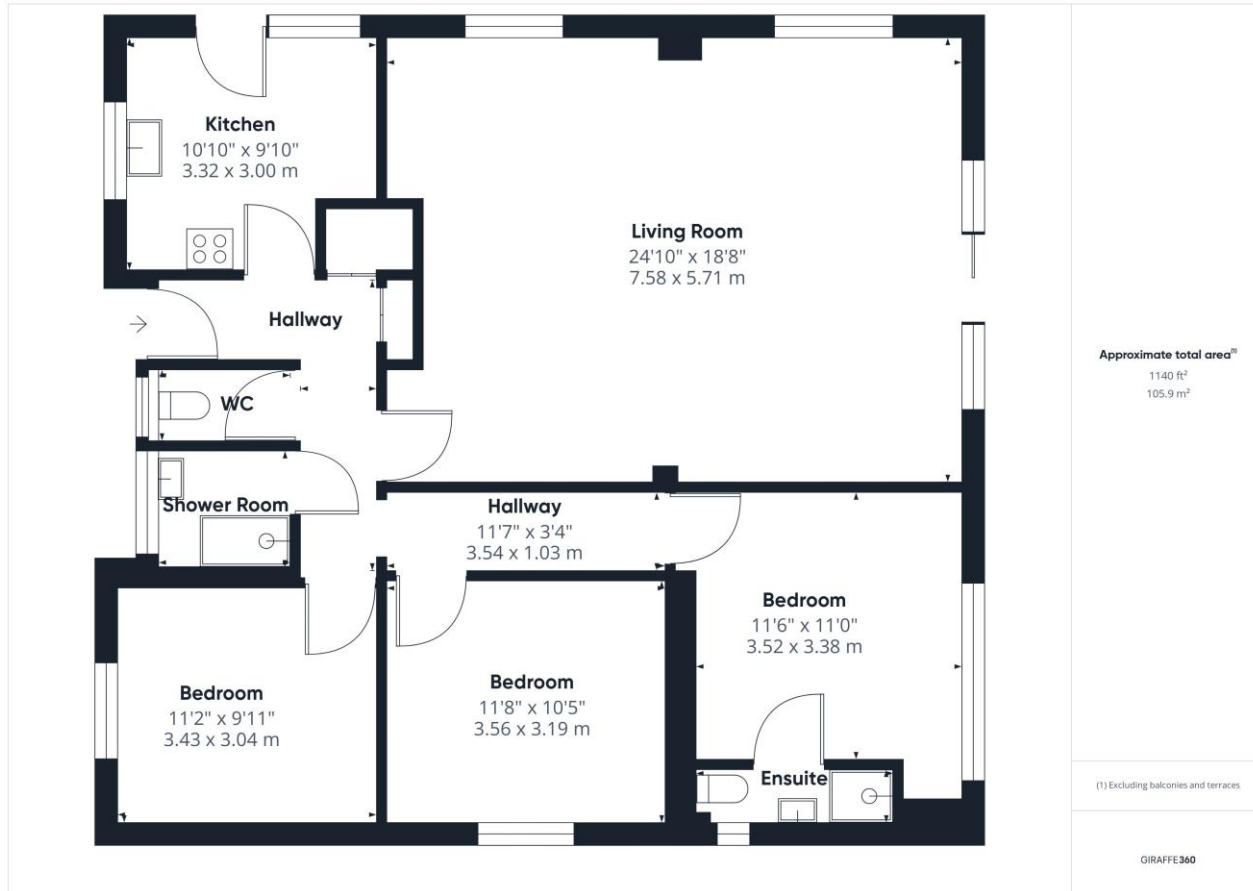 Kitchen
10'10" x 9'10"
3.32 x 3.00 m
Living Room
24'10" x 18'8"
7.58 x 5.71 m
Hallway
WC
Shower Room
Hallway
11'7" x 3'4"
3.54 x 1.03 m
Bedroom
11'6" x 11'0"
3.52 x 3.38 m
Bedroom
11'2" x 9'11"
3.43 x 3.04 m
Bedroom
11'8" x 10'5"
3.56 x 3.19 m
Ensuite
Approximate total area(1)
1140 ft²
105.9 m²
(1) Excluding balconies and terraces
GIRAFFE360